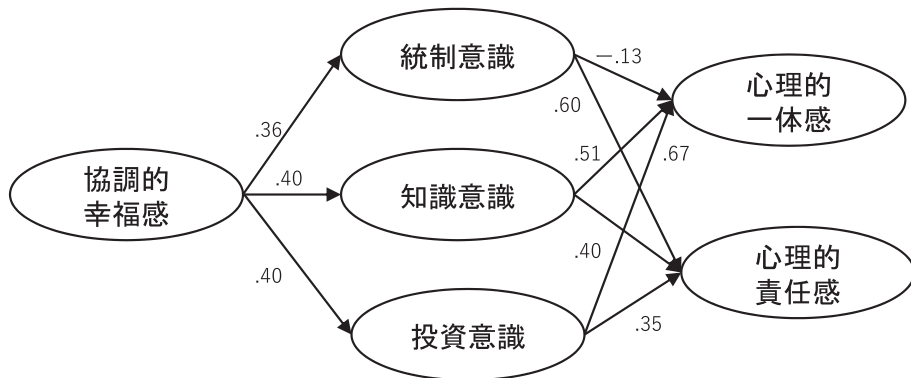 統制意識
－.13
心理的
一体感
.60
.36
.51
.67
協調的
幸福感
.40
知識意識
.40
.40
心理的
責任感
.35
投資意識